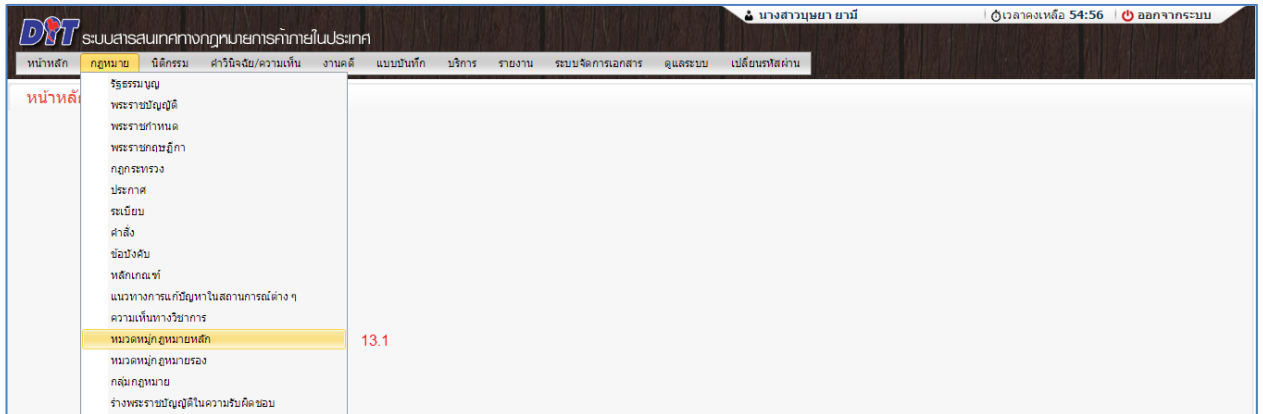 นางสาวบุษยา ยามี เวลาคงเหลือ 54:56 ออกจากระบบ
DIT ระบบสารสนเทศทางกฎหมายการค้าภายในประเทศ
หน้าหลัก กฎหมาย นิติกรรม คำวินิจฉัย/ความเห็น งานคดี แบบบันทึก บริการ รายงาน ระบบจัดการเอกสาร ดูแลระบบ เปลี่ยนรหัสผ่าน
หน้าหลั
รัฐธรรมนูญ
พระราชบัญญัติ
พระราชกำหนด
พระราชกฤษฎีกา
กฎกระทรวง
ประกาศ
ระเบียบ
คำสั่ง
ข้อบังคับ
หลักเกณฑ์
แนวทางการแก้ปัญหาในสถานการณ์ต่าง ๆ
ความเห็นทางวิชาการ
หมวดหมู่กฎหมายหลัก 13.1
หมวดหมู่กฎหมายรอง
กลุ่มกฎหมาย
ร่างพระราชบัญญัติในความรับผิดชอบ